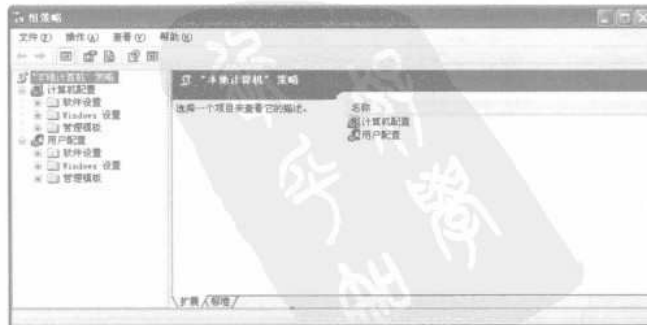 组策略
文件(F) 操作(A) 查看(V) 帮助(H)
“本地计算机”策略
计算机配置
软件设置
Windows 设置
管理模板
用户配置
软件设置
Windows 设置
管理模板
“本地计算机”策略
选择一个项目来查看它的描述。
名称
计算机配置
用户配置
扩展 标准